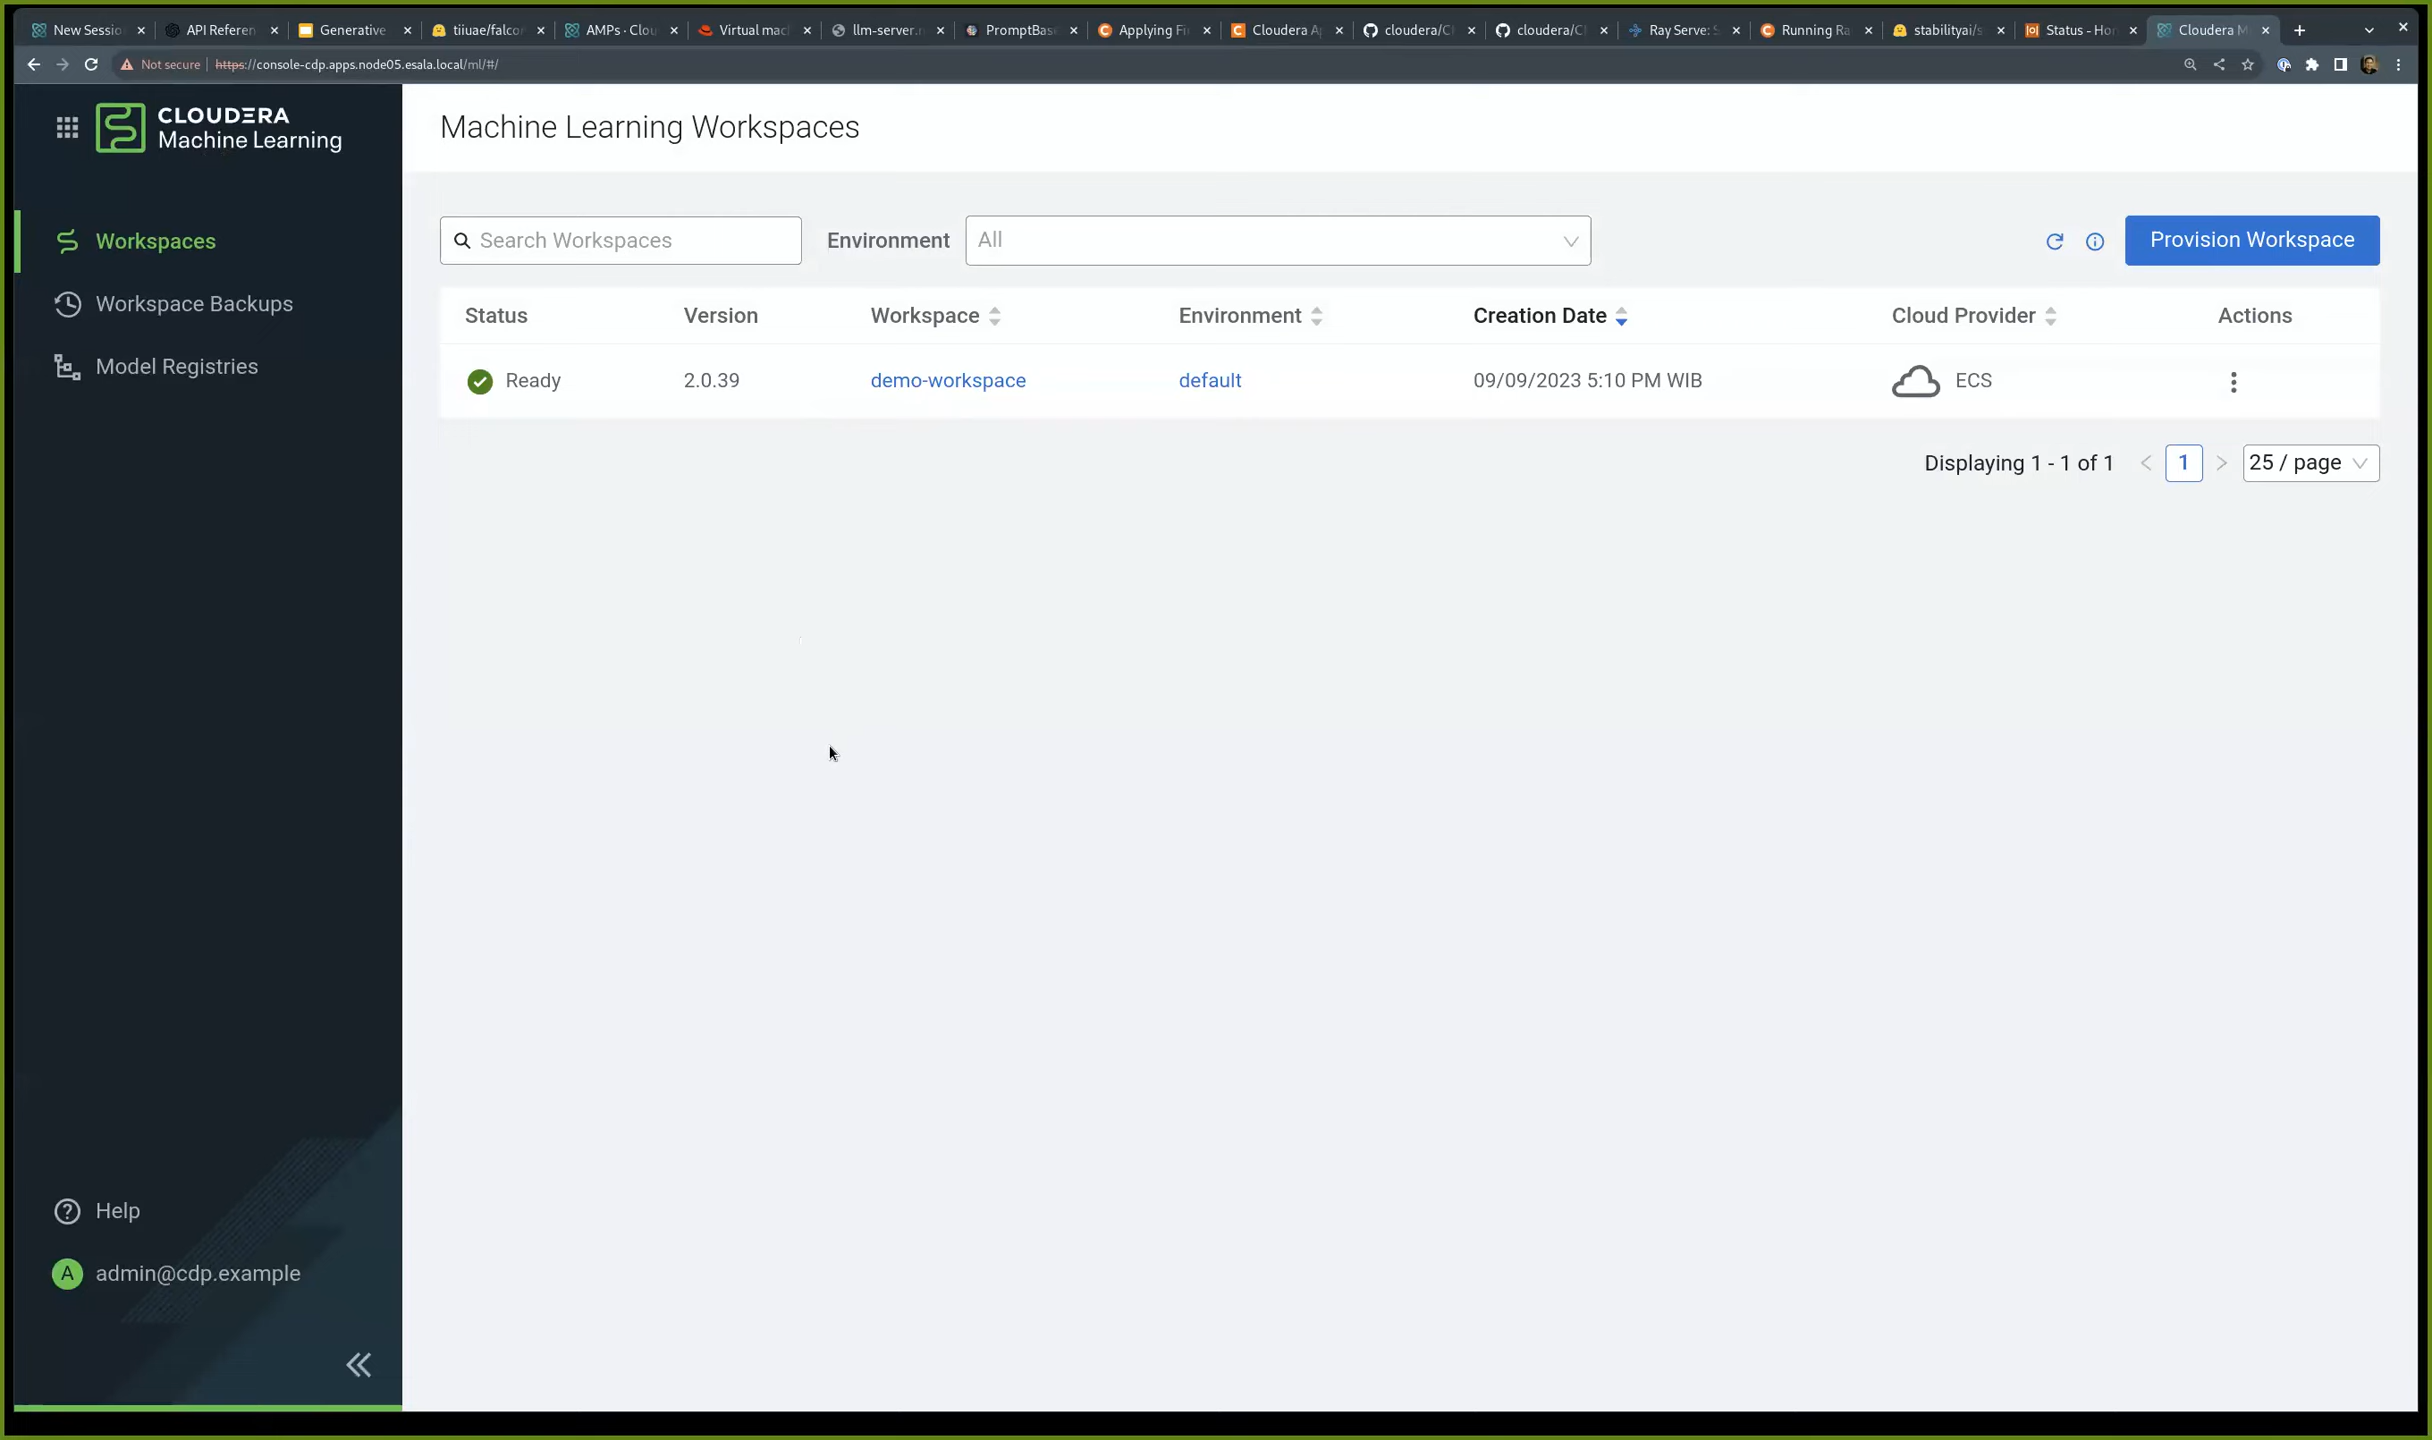 New Sessio
API Referen
Generative
tiiuae/falco
AMPs · Clou
Virtual mac
llm-server.
PromptBas
Applying Fi
Cloudera A
cloudera/C
cloudera/C
Ray Serve: S
Running Ra
stabilityai/s
Status - Ho
Cloudera M
Not secure https://console-cdp.apps.node05.esala.local/ml/#/
CLOUDERA
Machine Learning
Workspaces
Workspace Backups
Model Registries
Help
A admin@cdp.example
Machine Learning Workspaces
Search Workspaces Environment All Provision Workspace
Status Version Workspace Environment Creation Date Cloud Provider Actions
Ready 2.0.39 demo-workspace default 09/09/2023 5:10 PM WIB ECS
Displaying 1 - 1 of 1 < 1 > 25 / page